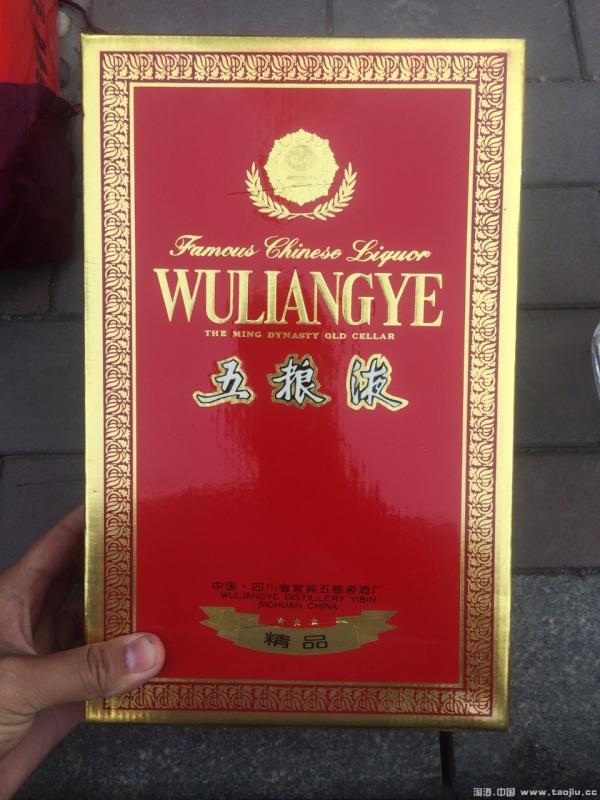 Famous Chinese Liquor
WULIANGYE
THE MING DYNASTY OLD CELLAR
五粮液
中国·四川省宜宾五粮液酒厂
WULIANGYE DISTILLERY YIBIN
SICHUAN CHINA
精品
淘酒.中国 www.taojiu.cc